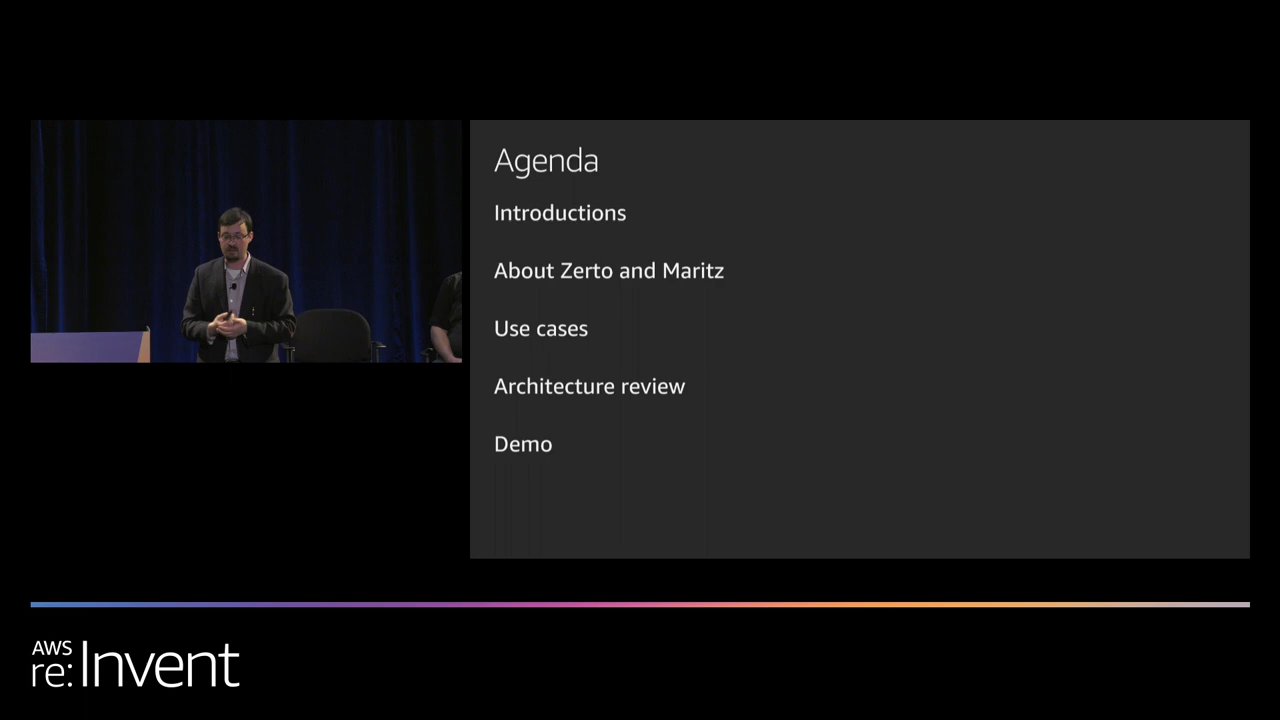 Agenda
Introductions
About Zerto and Maritz
Use cases
Architecture review
Demo
AWS
re:Invent